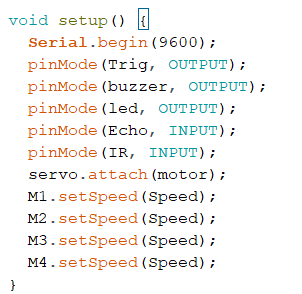 void setup() {
  Serial.begin(9600);
  pinMode(Trig, OUTPUT);
  pinMode(buzzer, OUTPUT);
  pinMode(led, OUTPUT);
  pinMode(Echo, INPUT);
  pinMode(IR, INPUT);
  servo.attach(motor);
  M1.setSpeed(Speed);
  M2.setSpeed(Speed);
  M3.setSpeed(Speed);
  M4.setSpeed(Speed);
}